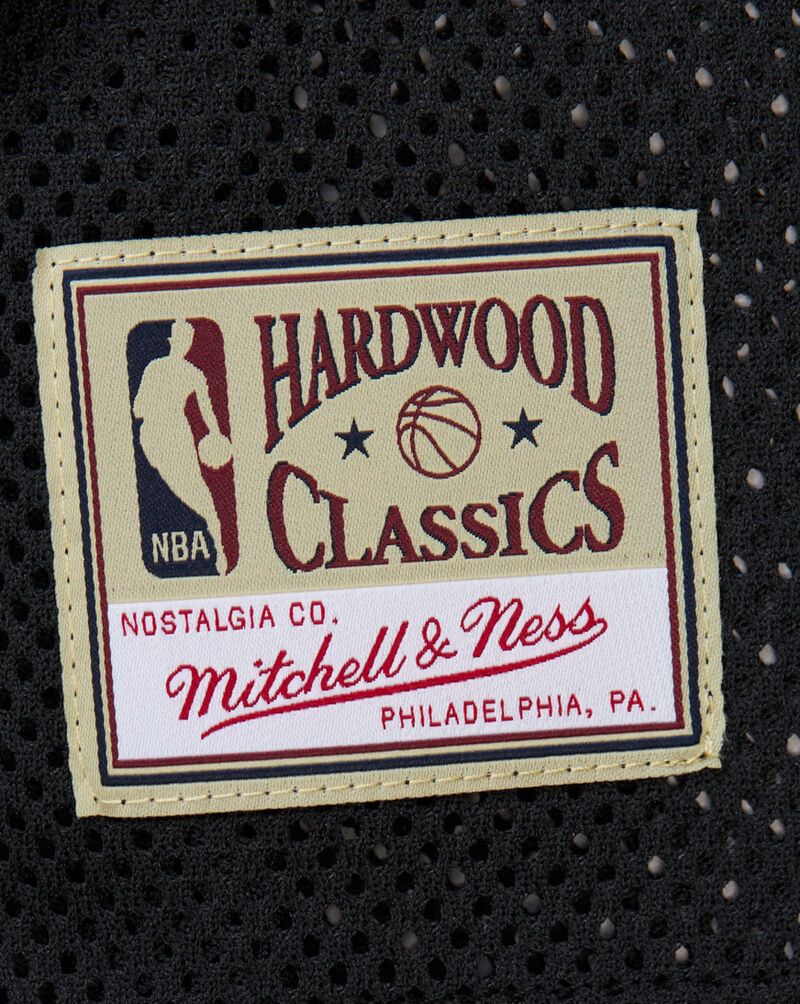 HARDWOOD
CLASSICS
NBA
NOSTALGIA CO.
Mitchell & Ness
PHILADELPHIA, PA.